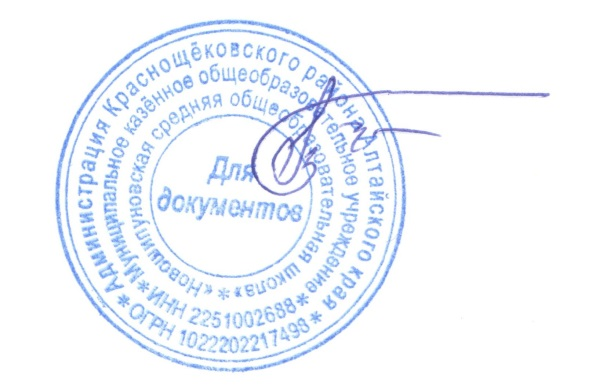 * Администрация Краснощёковского района Алтайского края *
ОГРН 1022202217498
* Муниципальное казённое общеобразовательное учреждение *
ИНН 2251002688
* «Новошипуновская средняя общеобразовательная школа» *
Для
документов